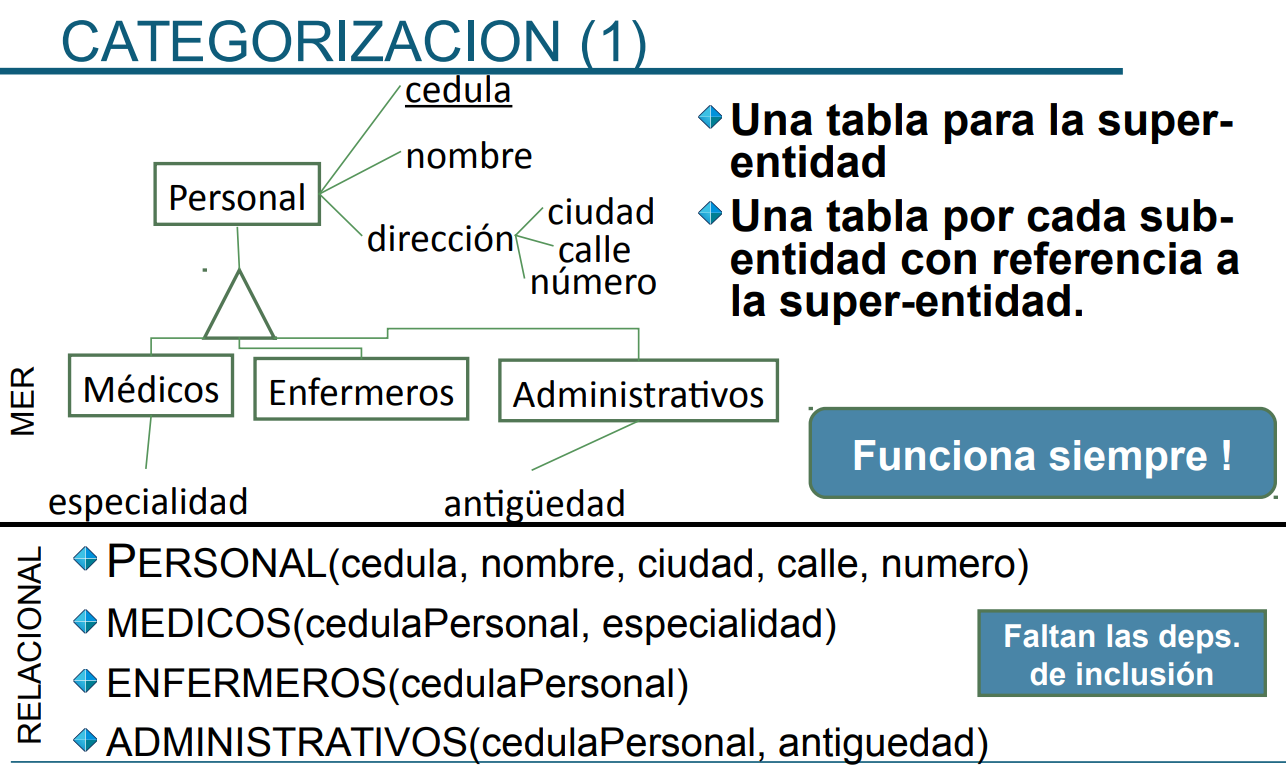 CATEGORIZACION (1)
cedula
nombre
Personal
dirección
ciudad
calle
número
Una tabla para la super-
entidad
Una tabla por cada sub-
entidad con referencia a
la super-entidad.
MER
Médicos
Enfermeros
Administrativos
Funciona siempre !
especialidad
antigüedad
RELACIONAL
PERSONAL(cedula, nombre, ciudad, calle, numero)
MEDICOS(cedulaPersonal, especialidad)
ENFERMEROS(cedulaPersonal)
ADMINISTRATIVOS(cedulaPersonal, antiguedad)
Faltan las deps.
de inclusión